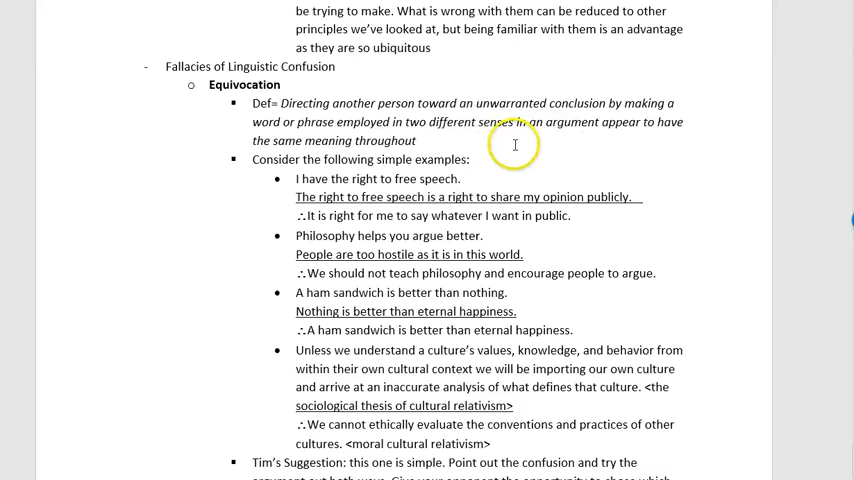 be trying to make. What is wrong with them can be reduced to other
principles we've looked at, but being familiar with them is an advantage
as they are so ubiquitous
- Fallacies of Linguistic Confusion
o Equivocation
▪ Def= Directing another person toward an unwarranted conclusion by making a
word or phrase employed in two different senses in an argument appear to have
the same meaning throughout
▪ Consider the following simple examples:
• I have the right to free speech.
The right to free speech is a right to share my opinion publicly.
∴It is right for me to say whatever I want in public.
• Philosophy helps you argue better.
People are too hostile as it is in this world.
∴We should not teach philosophy and encourage people to argue.
• A ham sandwich is better than nothing.
Nothing is better than eternal happiness.
∴A ham sandwich is better than eternal happiness.
• Unless we understand a culture's values, knowledge, and behavior from
within their own cultural context we will be importing our own culture
and arrive at an inaccurate analysis of what defines that culture. <the
sociological thesis of cultural relativism>
∴We cannot ethically evaluate the conventions and practices of other
cultures. <moral cultural relativism>
▪ Tim's Suggestion: this one is simple. Point out the confusion and try the